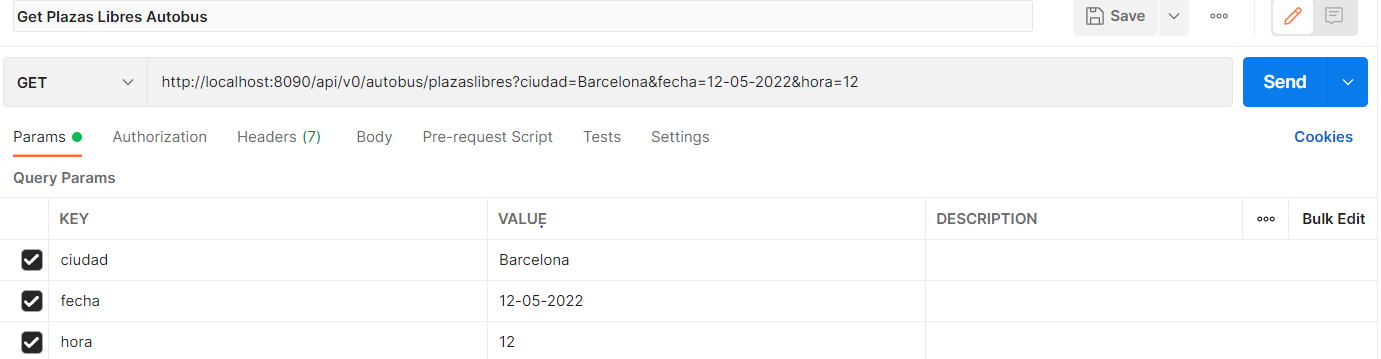 Get Plazas Libres Autobus Save
GET http://localhost:8090/api/v0/autobus/plazaslibres?ciudad=Barcelona&fecha=12-05-2022&hora=12 Send
Params Authorization Headers (7) Body Pre-request Script Tests Settings Cookies
Query Params
KEY VALUE DESCRIPTION Bulk Edit
ciudad Barcelona
fecha 12-05-2022
hora 12